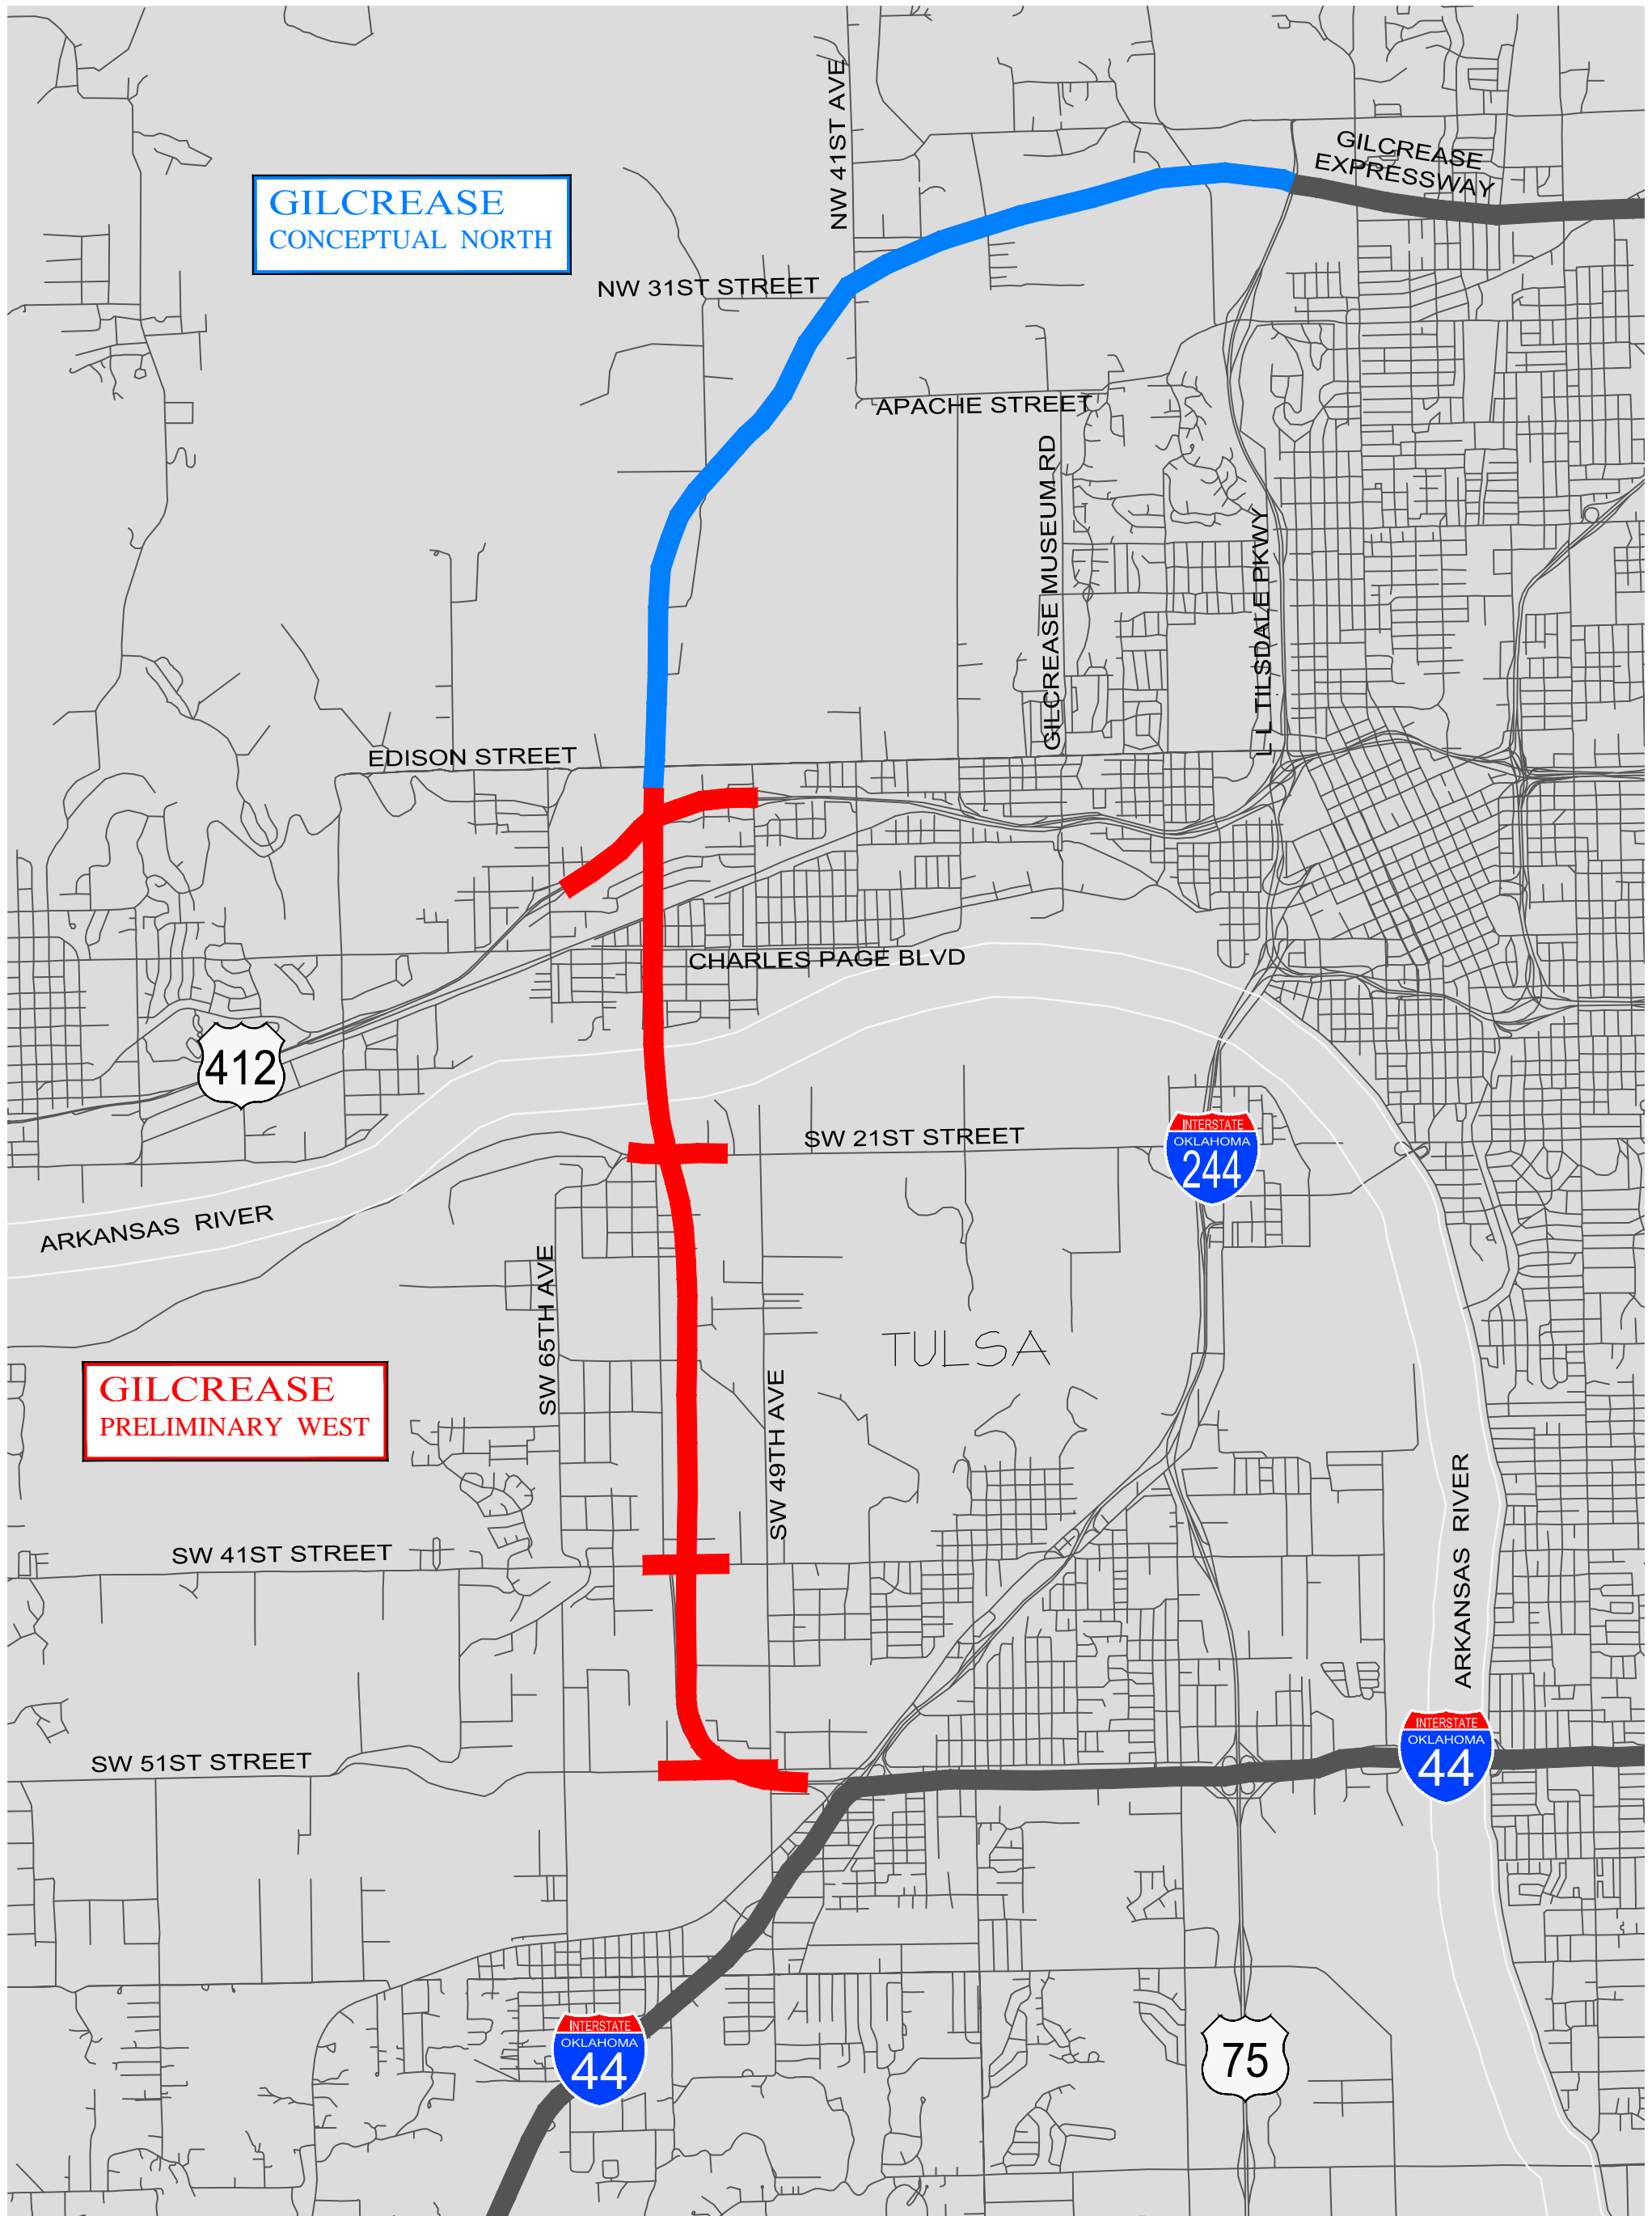 NW 41ST AVE
GILCREASE
EXPRESSWAY
GILCREASE
CONCEPTUAL NORTH
NW 31ST STREET
APACHE STREET
GILCREASE MUSEUM RD
L L TILSDALE PKWY
EDISON STREET
CHARLES PAGE BLVD
412
SW 21ST STREET
INTERSTATE
OKLAHOMA
244
ARKANSAS RIVER
SW 65TH AVE
TULSA
GILCREASE
PRELIMINARY WEST
SW 49TH AVE
ARKANSAS RIVER
SW 41ST STREET
SW 51ST STREET
INTERSTATE
OKLAHOMA
44
INTERSTATE
OKLAHOMA
44
75